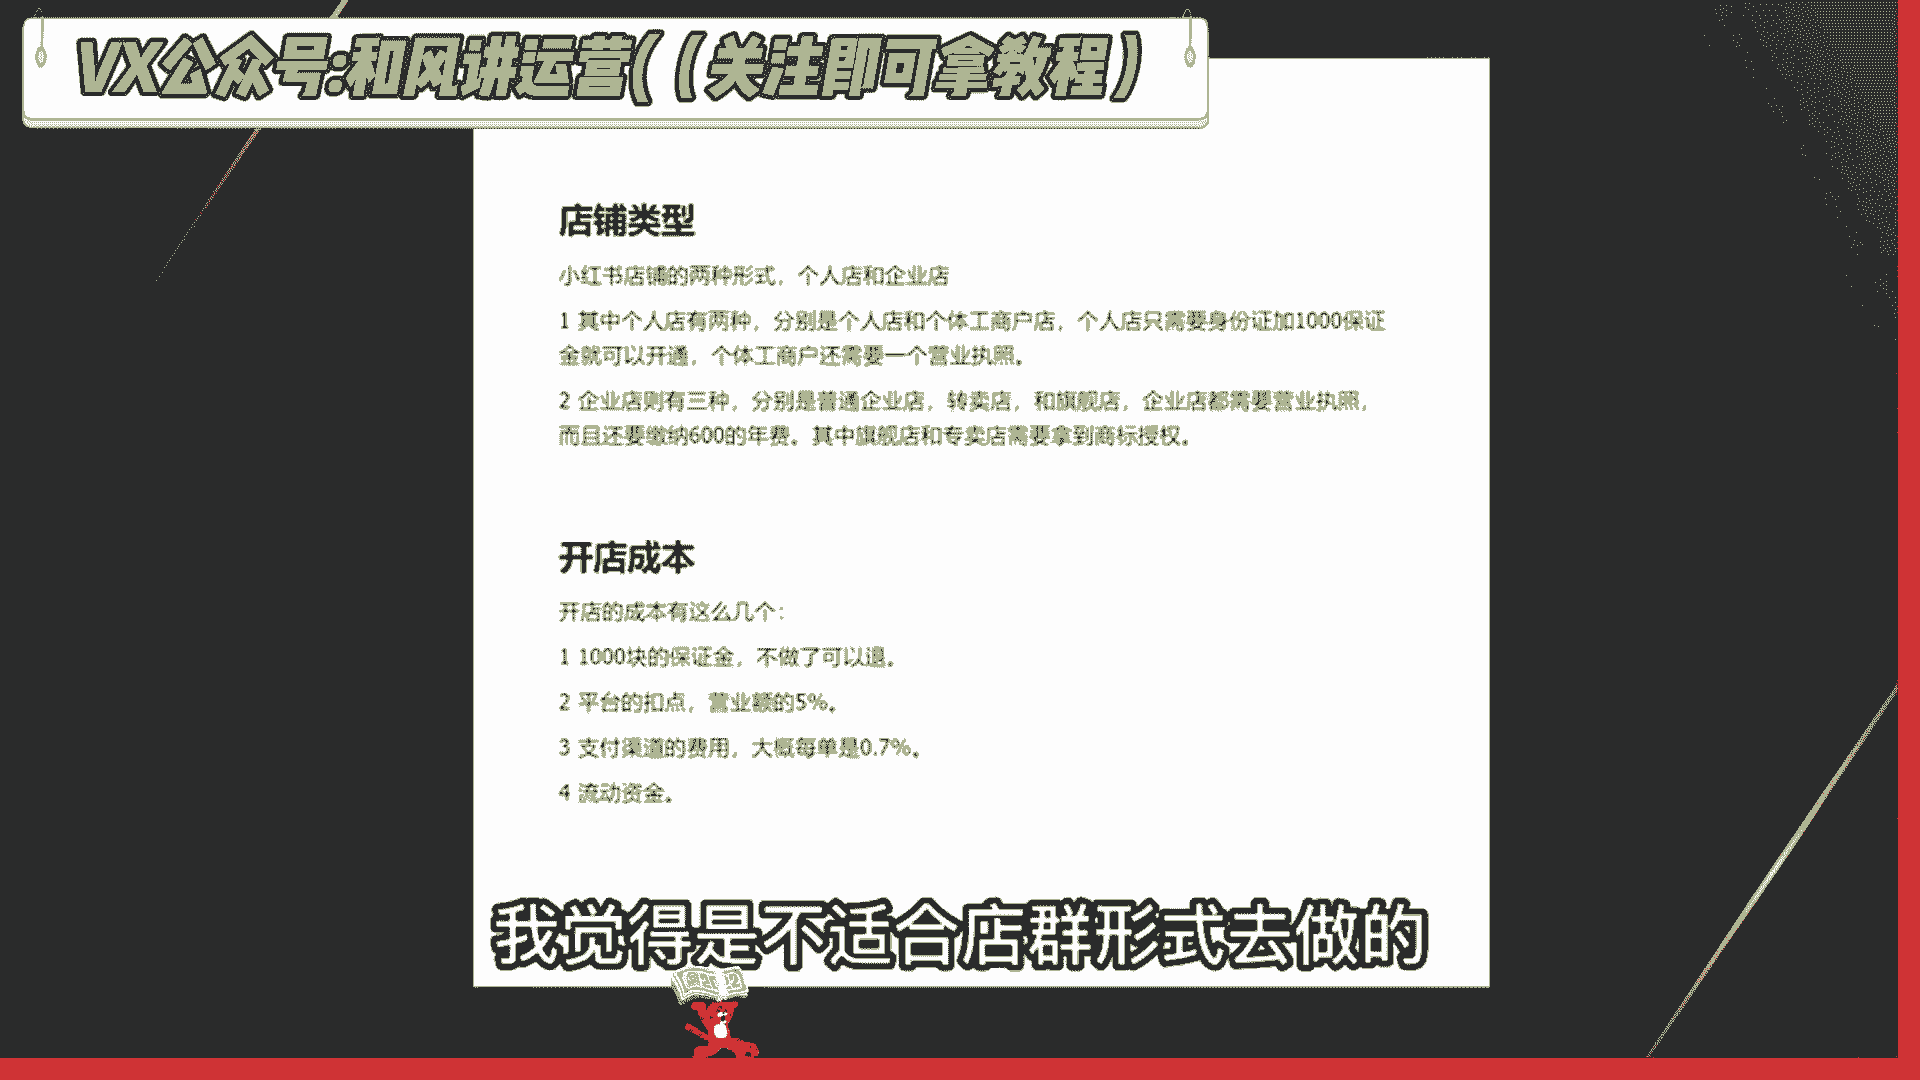 VX公众号:和风讲运营((关注即可拿教程)
店铺类型
小红书店铺的两种形式，个人店和企业店
1 其中个人店有两种，分别是个人店和个体工商户店，个人店只需要身份证加1000保证
金就可以开通，个体工商户还需要一个营业执照。
2 企业店则有三种，分别是普通企业店，转卖店，和旗舰店，企业店都需要营业执照，
而且还要缴纳600的年费。其中旗舰店和专卖店需要拿到商标授权。
开店成本
开店的成本有这么几个：
1 1000块的保证金，不做了可以退。
2 平台的扣点，营业额的5%。
3 支付渠道的费用，大概每单是0.7%。
4 流动资金。
我觉得是不适合店群形式去做的